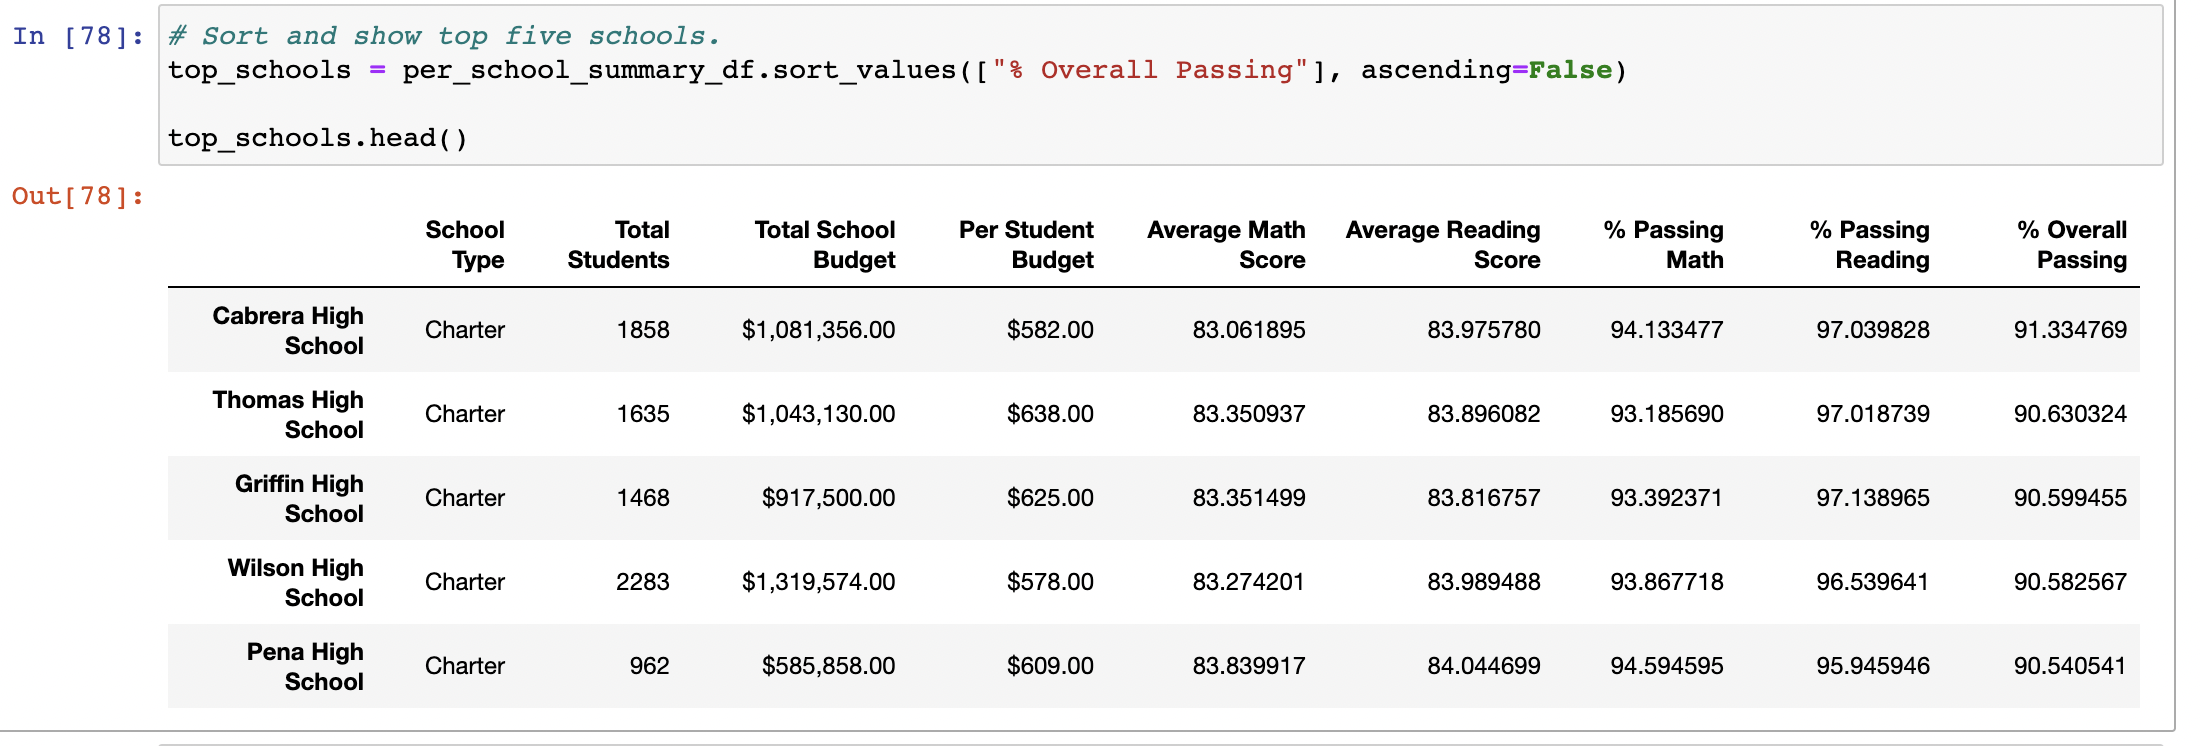 In [78]: # Sort and show top five schools.
top_schools = per_school_summary_df.sort_values(["% Overall Passing"], ascending=False)
top_schools.head()
Out[78]:
School Type Total Students Total School Budget Per Student Budget Average Math Score Average Reading Score % Passing Math % Passing Reading % Overall Passing
Cabrera High School Charter 1858 $1,081,356.00 $582.00 83.061895 83.975780 94.133477 97.039828 91.334769
Thomas High School Charter 1635 $1,043,130.00 $638.00 83.350937 83.896082 93.185690 97.018739 90.630324
Griffin High School Charter 1468 $917,500.00 $625.00 83.351499 83.816757 93.392371 97.138965 90.599455
Wilson High School Charter 2283 $1,319,574.00 $578.00 83.274201 83.989488 93.867718 96.539641 90.582567
Pena High School Charter 962 $585,858.00 $609.00 83.839917 84.044699 94.594595 95.945946 90.540541